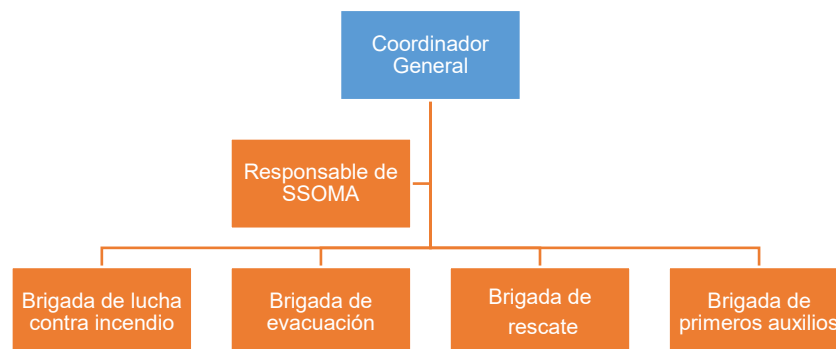 Coordinador
General
Responsable de
SSOMA
Brigada de lucha
contra incendio
Brigada de
evacuación
Brigada de
rescate
Brigada de
primeros auxilios